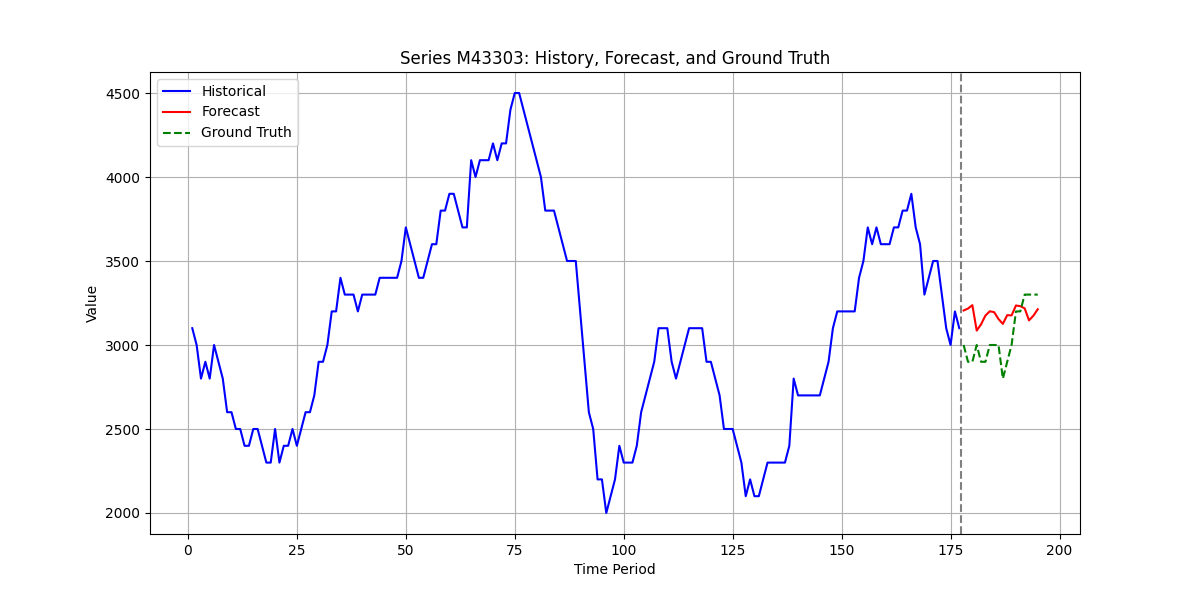 Series M43303: History, Forecast, and Ground Truth
Historical
Forecast
Ground Truth
4500
4000
3500
3000
2500
2000
Value
0 25 50 75 100 125 150 175 200
Time Period